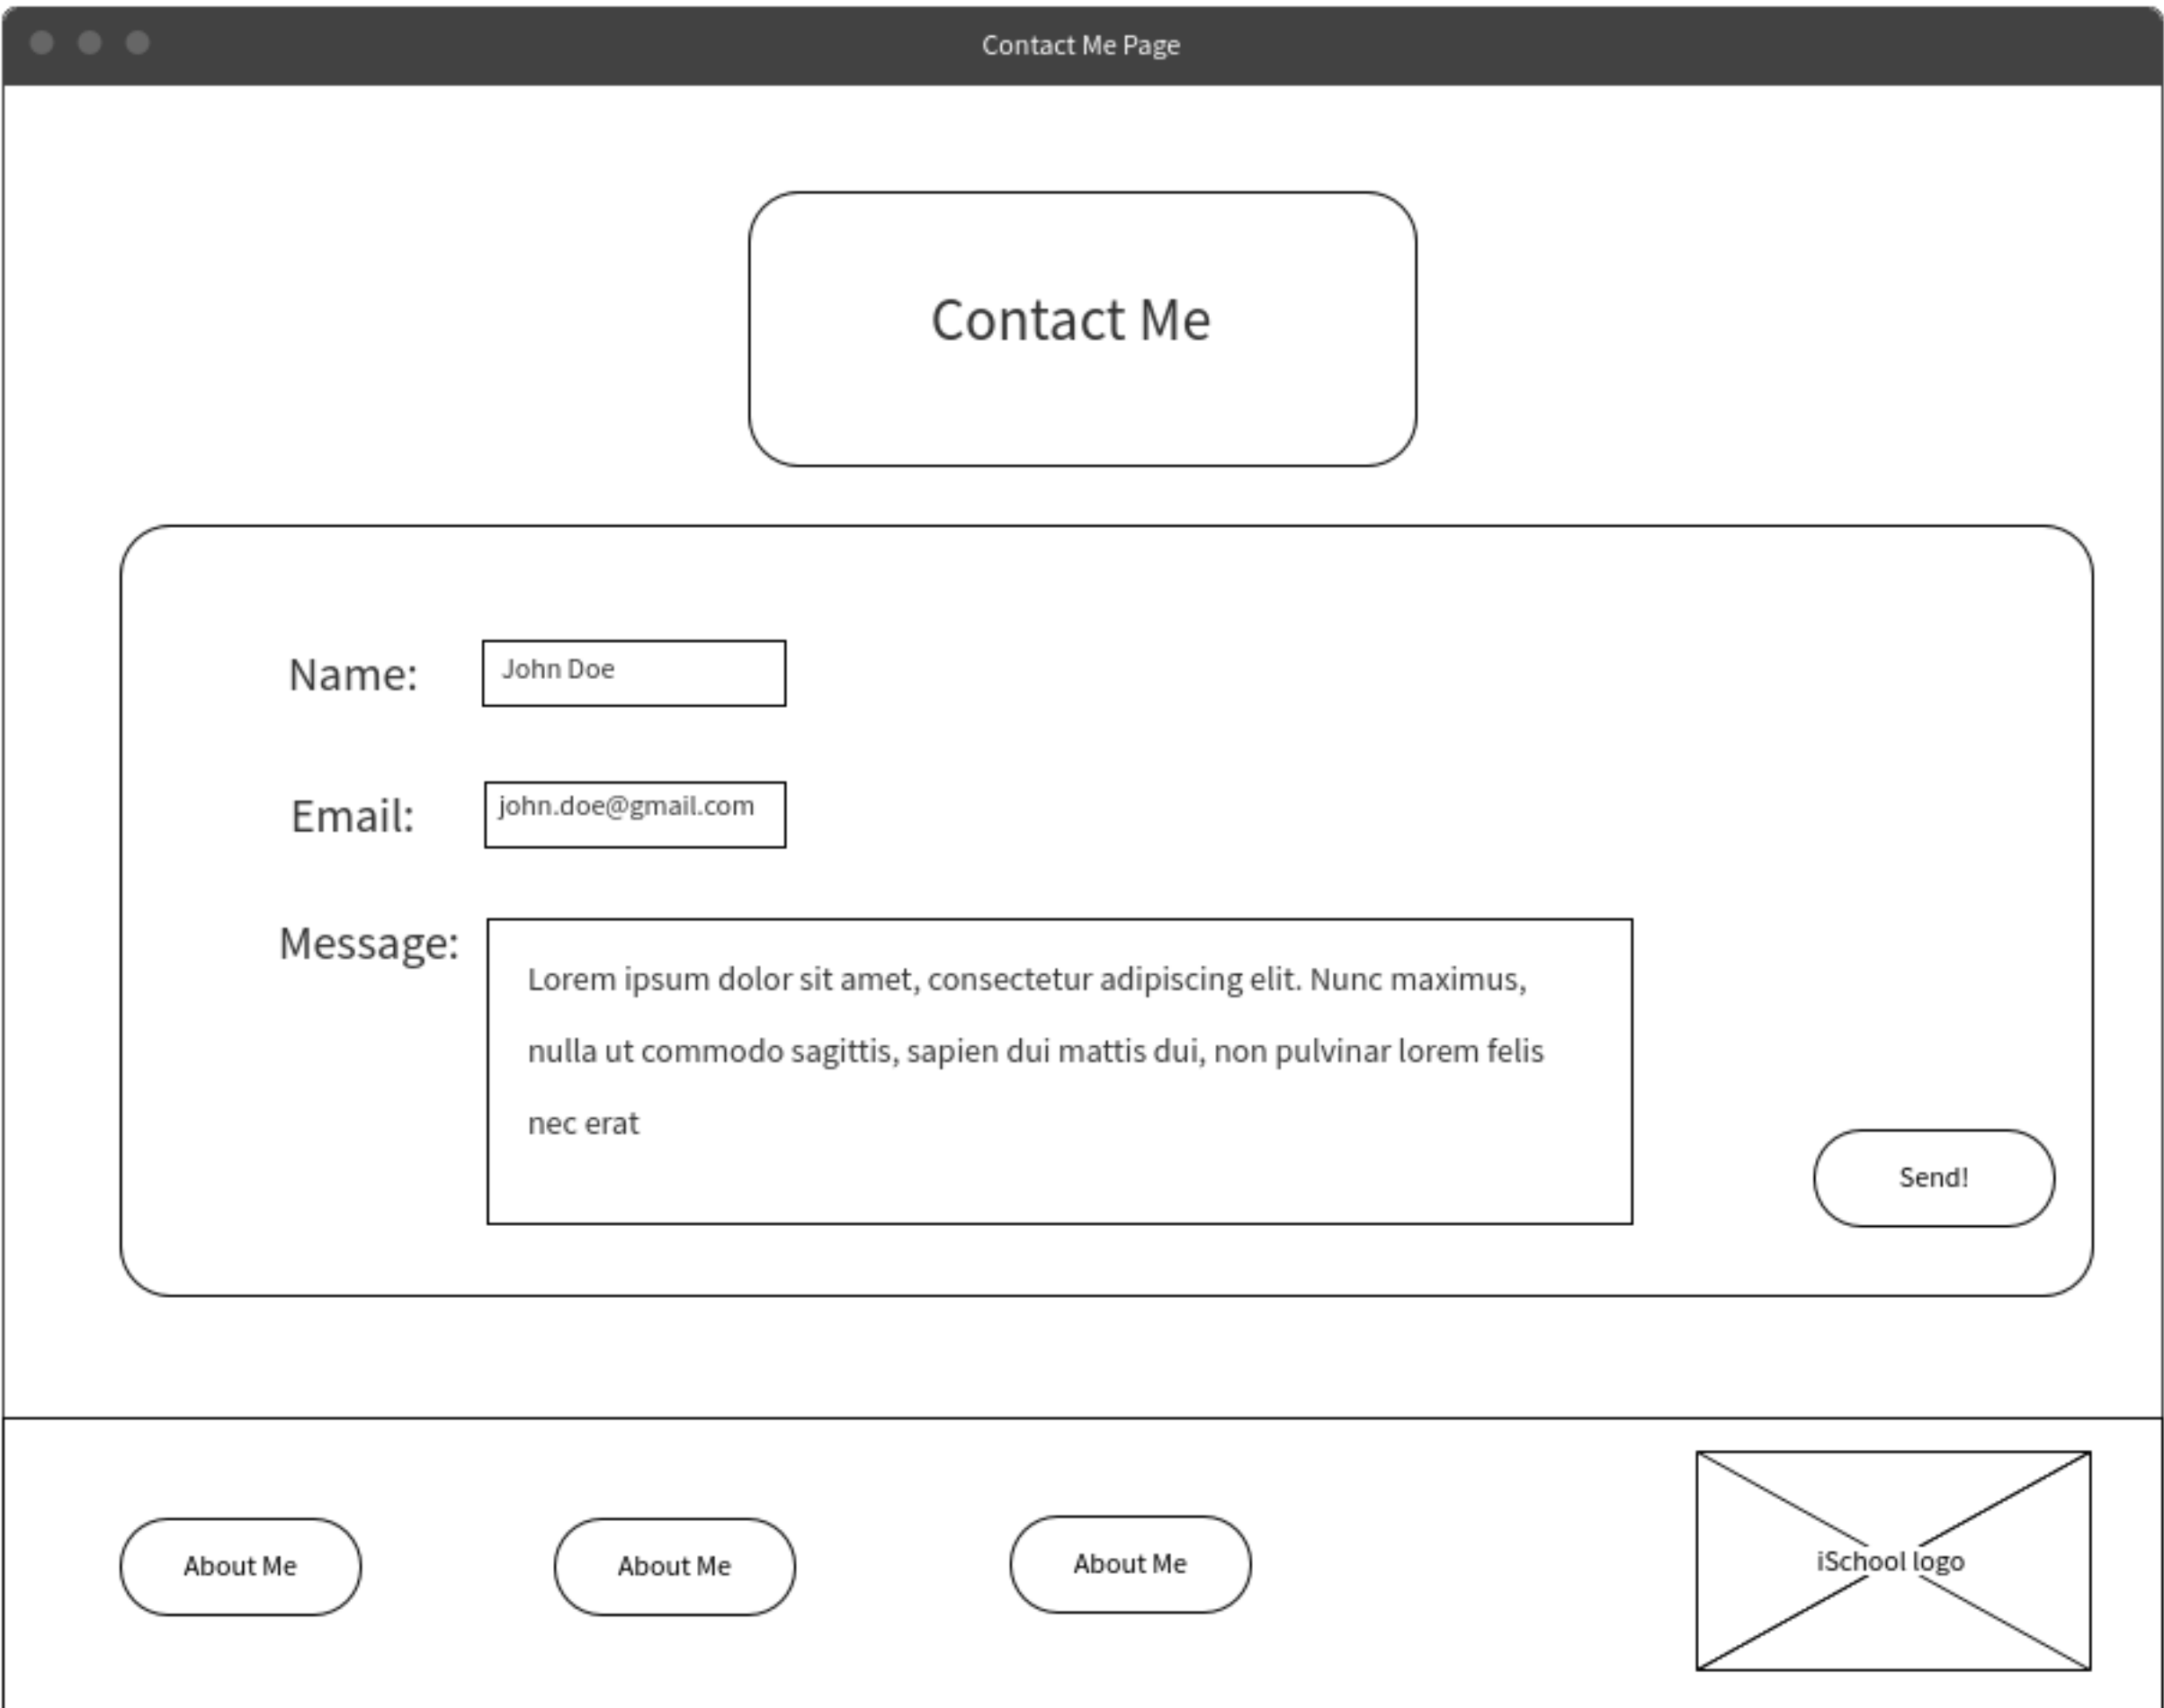 Contact Me Page
Contact Me
Name:
John Doe
Email:
john.doe@gmail.com
Message:
Lorem ipsum dolor sit amet, consectetur adipiscing elit. Nunc maximus,
nulla ut commodo sagittis, sapien dui mattis dui, non pulvinar lorem felis
nec erat
Send!
About Me
About Me
About Me
iSchool logo